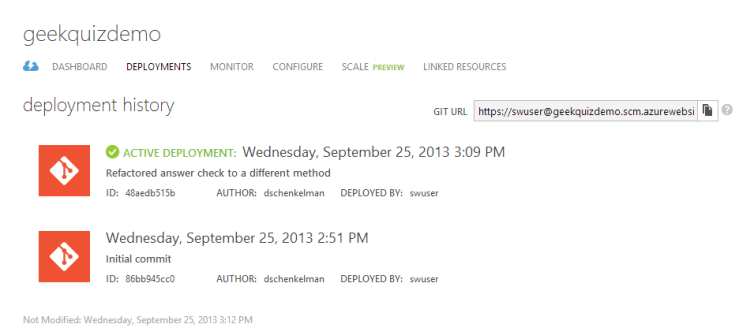 geekquizdemo
DASHBOARD DEPLOYMENTS MONITOR CONFIGURE SCALE PREVIEW LINKED RESOURCES
deployment history
GIT URL https://swuser@geekquizdemo.scm.azurewebsi
ACTIVE DEPLOYMENT: Wednesday, September 25, 2013 3:09 PM
Refactored answer check to a different method
ID: 48aedb515b AUTHOR: dschenkelman DEPLOYED BY: swuser
Wednesday, September 25, 2013 2:51 PM
Initial commit
ID: 86bb945cc0 AUTHOR: dschenkelman DEPLOYED BY: swuser
Not Modified: Wednesday, September 25, 2013 3:12 PM